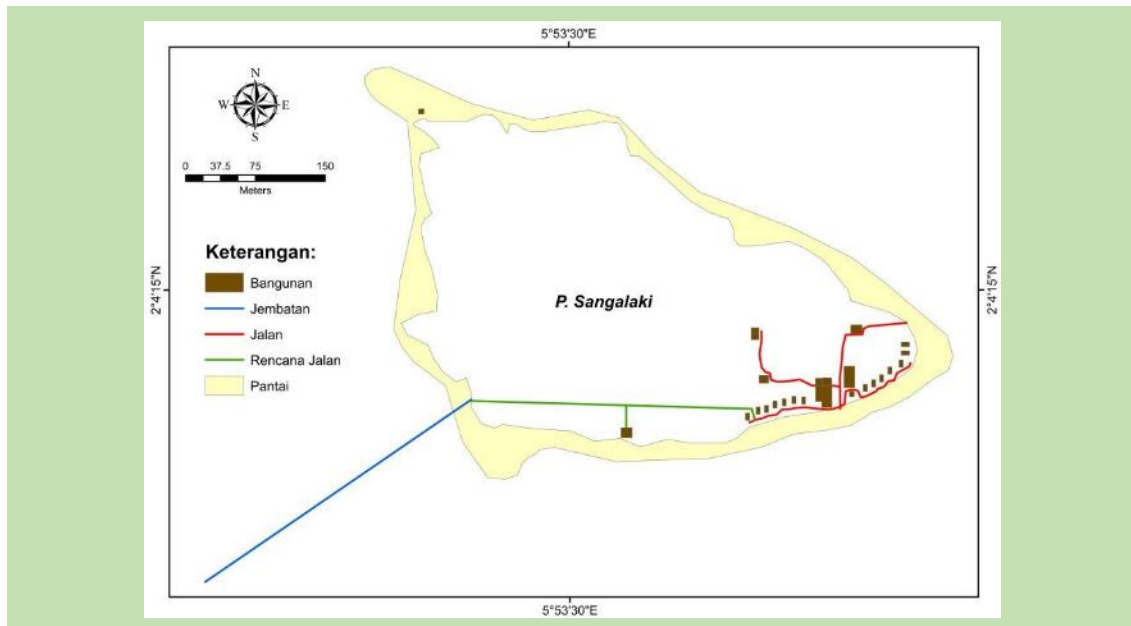 5°53'30"E
N
W E
S
0 37.5 75 150
Meters
Keterangan:
Bangunan
Jembatan
Jalan
Rencana Jalan
Pantai
2°4'15"N
P. Sangalaki
2°4'15"N
5°53'30"E